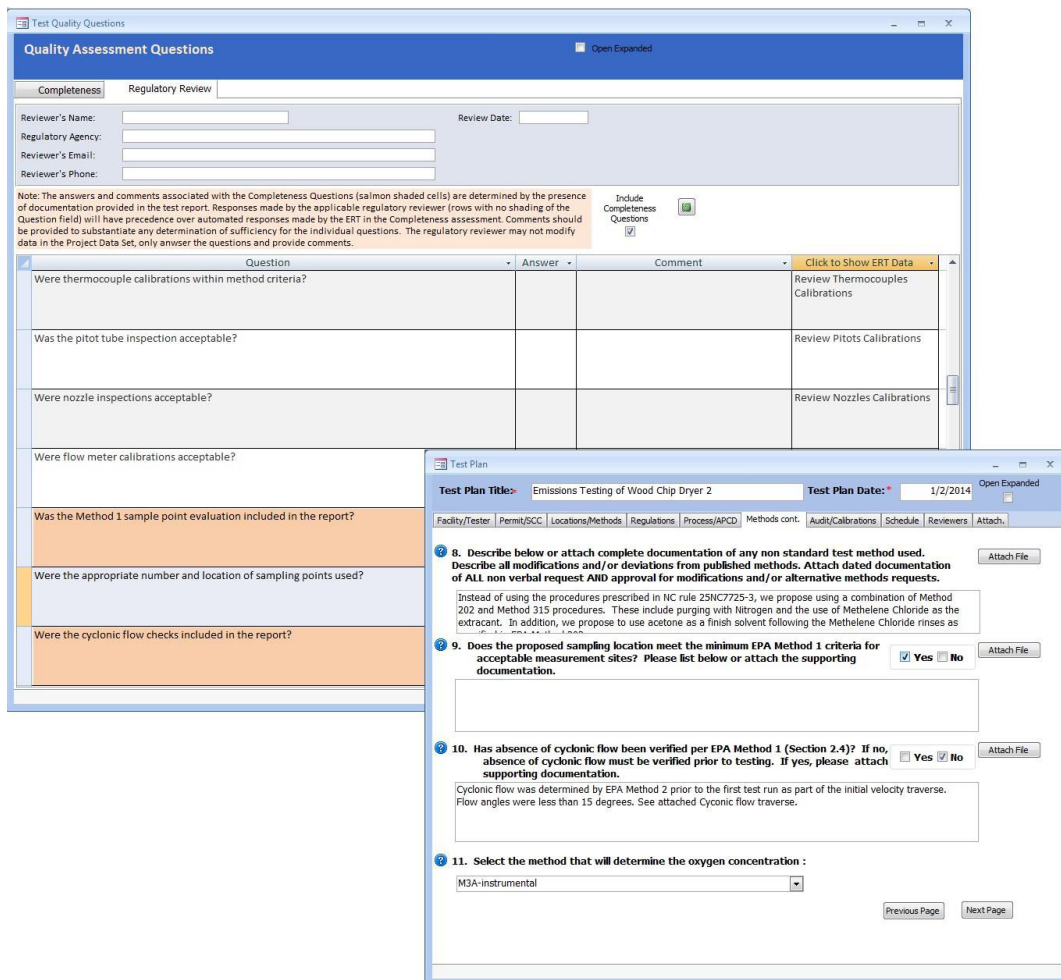 Test Quality Questions
Quality Assessment Questions
Open Expanded
Completeness
Regulatory Review
Reviewer's Name:
Review Date:
Regulatory Agency:
Reviewer's Email:
Reviewer's Phone:
Note: The answers and comments associated with the Completeness Questions (salmon shaded cells) are determined by the presence
of documentation provided in the test report. Responses made by the applicable regulatory reviewer (rows with no shading of the
Question field) will have precedence over automated responses made by the ERT in the Completeness assessment. Comments should
be provided to substantiate any determination of sufficiency for the individual questions.  The regulatory reviewer may not modify
data in the Project Data Set, only anwser the questions and provide comments.
Include
Completeness
Questions
Question
Answer
Comment
Click to Show ERT Data
Were thermocouple calibrations within method criteria?
Review Thermocouples
Calibrations
Was the pitot tube inspection acceptable?
Review Pitots Calibrations
Were nozzle inspections acceptable?
Review Nozzles Calibrations
Were flow meter calibrations acceptable?
Was the Method 1 sample point evaluation included in the report?
Were the appropriate number and location of sampling points used?
Were the cyclonic flow checks included in the report?
Test Plan
Test Plan Title:* Emissions Testing of Wood Chip Dryer 2
Test Plan Date:* 1/2/2014
Open Expanded
Facility/Tester Permit/SCC Locations/Methods Regulations Process/APCD Methods cont. Audit/Calibrations Schedule Reviewers Attach.
8. Describe below or attach complete documentation of any non standard test method used.
Describe all modifications and/or deviations from published methods. Attach dated documentation
of ALL non verbal request AND approval for modifications and/or alternative methods requests.
Attach File
Instead of using the procedures prescribed in NC rule 25NC7725-3, we propose using a combination of Method
202 and Method 315 procedures.  These include purging with Nitrogen and the use of Methelene Chloride as the
extracant.  In addition, we propose to use acetone as a finish solvent following the Methelene Chloride rinses as
9. Does the proposed sampling location meet the minimum EPA Method 1 criteria for
acceptable measurement sites? Please list below or attach the supporting
documentation.
Yes No
Attach File
10. Has absence of cyclonic flow been verified per EPA Method 1 (Section 2.4)? If no,
absence of cyclonic flow must be verified prior to testing. If yes, please attach
supporting documentation.
Yes No
Attach File
Cyclonic flow was determined by EPA Method 2 prior to the first test run as part of the initial velocity traverse.
Flow angles were less than 15 degrees. See attached Cyconic flow traverse.
11. Select the method that will determine the oxygen concentration :
M3A-instrumental
Previous Page
Next Page